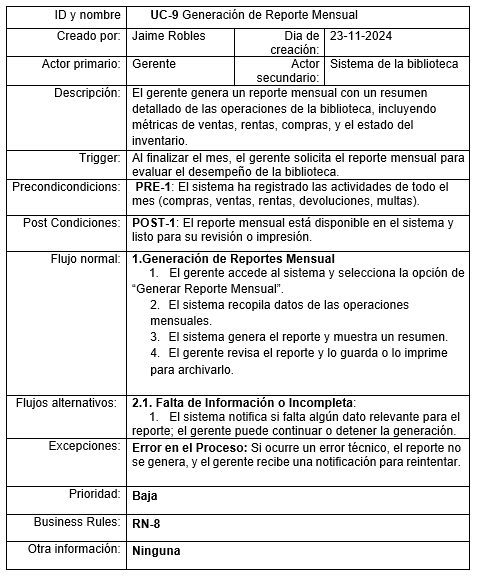 ID y nombre UC-9 Generación de Reporte Mensual
Creado por: Jaime Robles Dia de creación: 23-11-2024
Actor primario: Gerente Actor secundario: Sistema de la biblioteca
Descripción: El gerente genera un reporte mensual con un resumen
detallado de las operaciones de la biblioteca, incluyendo
métricas de ventas, rentas, compras, y el estado del
inventario.
Trigger: Al finalizar el mes, el gerente solicita el reporte mensual para
evaluar el desempeño de la biblioteca.
Precondicdicions: PRE-1: El sistema ha registrado las actividades de todo el
mes (compras, ventas, rentas, devoluciones, multas).
Post Condiciones: POST-1: El reporte mensual está disponible en el sistema y
listo para su revisión o impresión.
Flujo normal: 1.Generación de Reportes Mensual
1. El gerente accede al sistema y selecciona la opción de
“Generar Reporte Mensual”.
2. El sistema recopila datos de las operaciones
mensuales.
3. El sistema genera el reporte y muestra un resumen.
4. El gerente revisa el reporte y lo guarda o lo imprime
para archivarlo.
Flujos alternativos: 2.1. Falta de Información o Incompleta:
1. El sistema notifica si falta algún dato relevante para el
reporte; el gerente puede continuar o detener la generación.
Excepciones: Error en el Proceso: Si ocurre un error técnico, el reporte no
se genera, y el gerente recibe una notificación para reintentar.
Prioridad: Baja
Business Rules: RN-8
Otra información: Ninguna